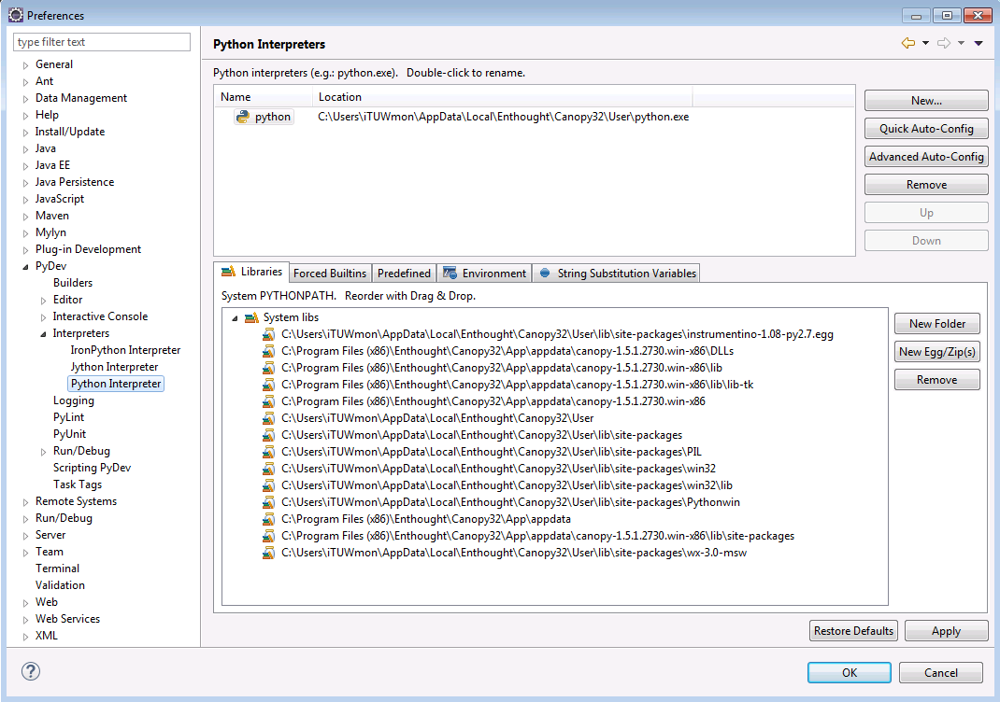 Preferences
type filter text
General
Ant
Data Management
Help
Install/Update
Java
Java EE
Java Persistence
JavaScript
Maven
Mylyn
Plug-in Development
PyDev
Builders
Editor
Interactive Console
Interpreters
IronPython Interpreter
Jython Interpreter
Python Interpreter
Logging
PyLint
PyUnit
Run/Debug
Scripting PyDev
Task Tags
Remote Systems
Run/Debug
Server
Team
Terminal
Validation
Web
Web Services
XML
Python Interpreters
Python interpreters (e.g.: python.exe).   Double-click to rename.
Name Location
python C:\Users\iTUWmon\AppData\Local\Enthought\Canopy32\User\python.exe
New...
Quick Auto-Config
Advanced Auto-Config
Remove
Up
Down
Libraries Forced Builtins Predefined Environment String Substitution Variables
System PYTHONPATH.   Reorder with Drag & Drop.
System libs
C:\Users\iTUWmon\AppData\Local\Enthought\Canopy32\User\lib\site-packages\instrumentino-1.08-py2.7.egg
C:\Program Files (x86)\Enthought\Canopy32\App\appdata\canopy-1.5.1.2730.win-x86\DLLs
C:\Program Files (x86)\Enthought\Canopy32\App\appdata\canopy-1.5.1.2730.win-x86\lib
C:\Program Files (x86)\Enthought\Canopy32\App\appdata\canopy-1.5.1.2730.win-x86\lib\lib-tk
C:\Program Files (x86)\Enthought\Canopy32\App\appdata\canopy-1.5.1.2730.win-x86
C:\Users\iTUWmon\AppData\Local\Enthought\Canopy32\User
C:\Users\iTUWmon\AppData\Local\Enthought\Canopy32\User\lib\site-packages
C:\Users\iTUWmon\AppData\Local\Enthought\Canopy32\User\lib\site-packages\PIL
C:\Users\iTUWmon\AppData\Local\Enthought\Canopy32\User\lib\site-packages\win32
C:\Users\iTUWmon\AppData\Local\Enthought\Canopy32\User\lib\site-packages\win32\lib
C:\Users\iTUWmon\AppData\Local\Enthought\Canopy32\User\lib\site-packages\Pythonwin
C:\Program Files (x86)\Enthought\Canopy32\App\appdata
C:\Program Files (x86)\Enthought\Canopy32\App\appdata\canopy-1.5.1.2730.win-x86\lib\site-packages
C:\Users\iTUWmon\AppData\Local\Enthought\Canopy32\User\lib\site-packages\wx-3.0-msw
New Folder
New Egg/Zip(s)
Remove
Restore Defaults Apply
? OK Cancel